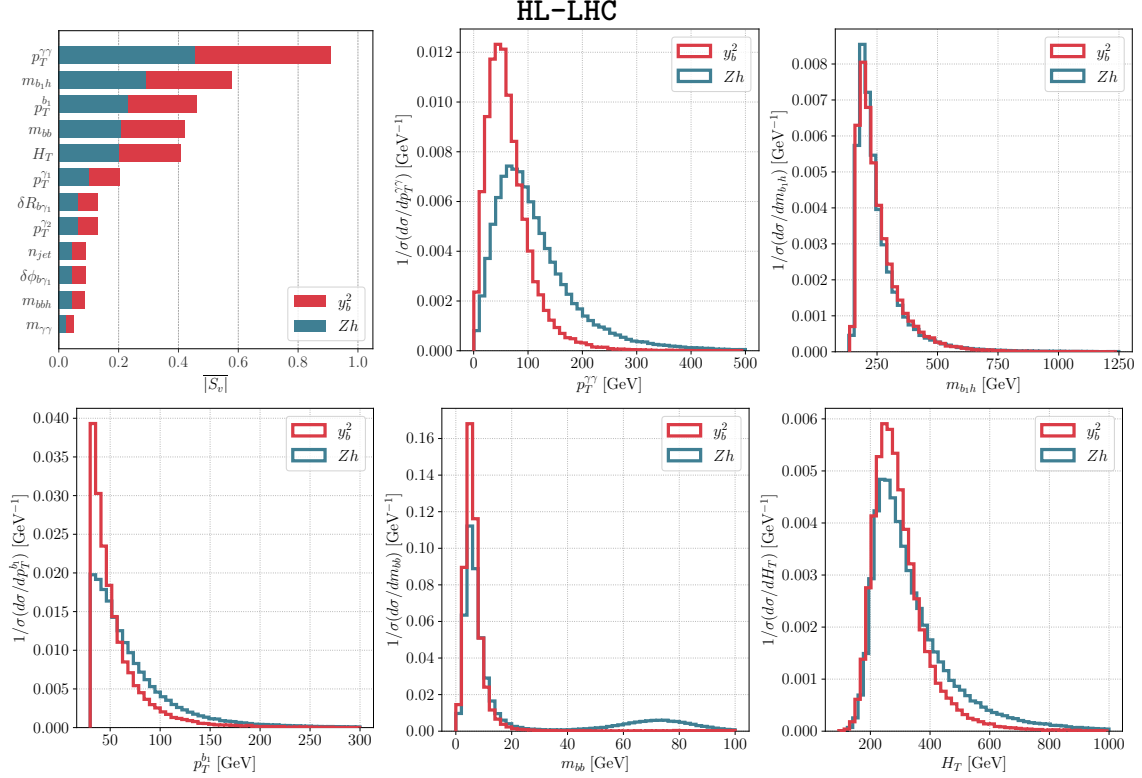 HL-LHC
p_T^{γγ}
m_{b_1h}
p_T^{b_1}
m_{bb}
H_T
p_T^{γ_1}
δR_{bγ_1}
p_T^{γ_2}
n_{jet}
δϕ_{bγ_1}
m_{bbh}
m_{γγ}
y_b^2
Zh
0.0 0.2 0.4 0.6 0.8 1.0
|S_v|
1/σ(dσ/dp_T^{γγ}) [GeV^{-1}]
0.012
0.010
0.008
0.006
0.004
0.002
0.000
y_b^2
Zh
0 100 200 300 400 500
p_T^{γγ} [GeV]
1/σ(dσ/dm_{b_1h}) [GeV^{-1}]
0.008
0.007
0.006
0.005
0.004
0.003
0.002
0.001
0.000
y_b^2
Zh
250 500 750 1000 1250
m_{b_1h} [GeV]
1/σ(dσ/dp_T^{b_1}) [GeV^{-1}]
0.040
0.035
0.030
0.025
0.020
0.015
0.010
0.005
0.000
y_b^2
Zh
50 100 150 200 250 300
p_T^{b_1} [GeV]
1/σ(dσ/dm_{bb}) [GeV^{-1}]
0.16
0.14
0.12
0.10
0.08
0.06
0.04
0.02
0.00
y_b^2
Zh
0 20 40 60 80 100
m_{bb} [GeV]
1/σ(dσ/dH_T) [GeV^{-1}]
0.006
0.005
0.004
0.003
0.002
0.001
0.000
y_b^2
Zh
200 400 600 800 1000
H_T [GeV]